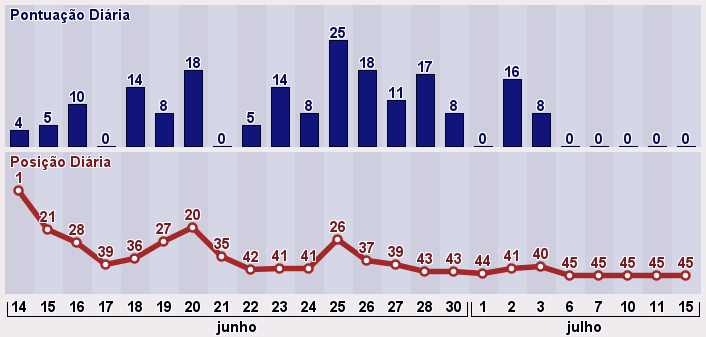 Pontuação Diária
4 5 10 0 14 8 18 0 5 14 8 25 18 11 17 8 0 16 8 0 0 0 0 0
Posição Diária
1 21 28 39 36 27 20 35 42 41 41 26 37 39 43 43 44 41 40 45 45 45 45 45
14 15 16 17 18 19 20 21 22 23 24 25 26 27 28 30 1 2 3 6 7 10 11 15
junho julho